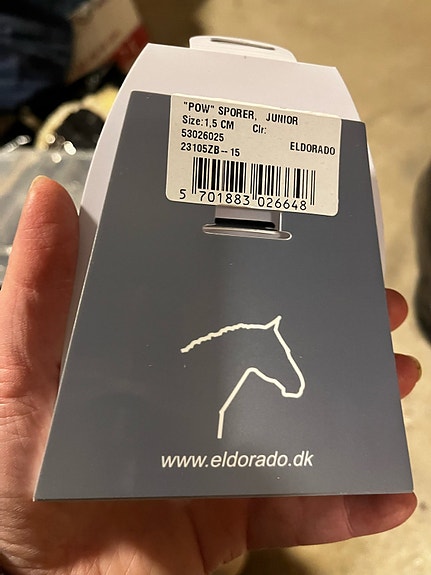 "POW" SPORER, JUNIOR
Size:1,5 CM Clr:
53026025 ELDORADO
23105ZB--15
5 701883 026648
www.eldorado.dk